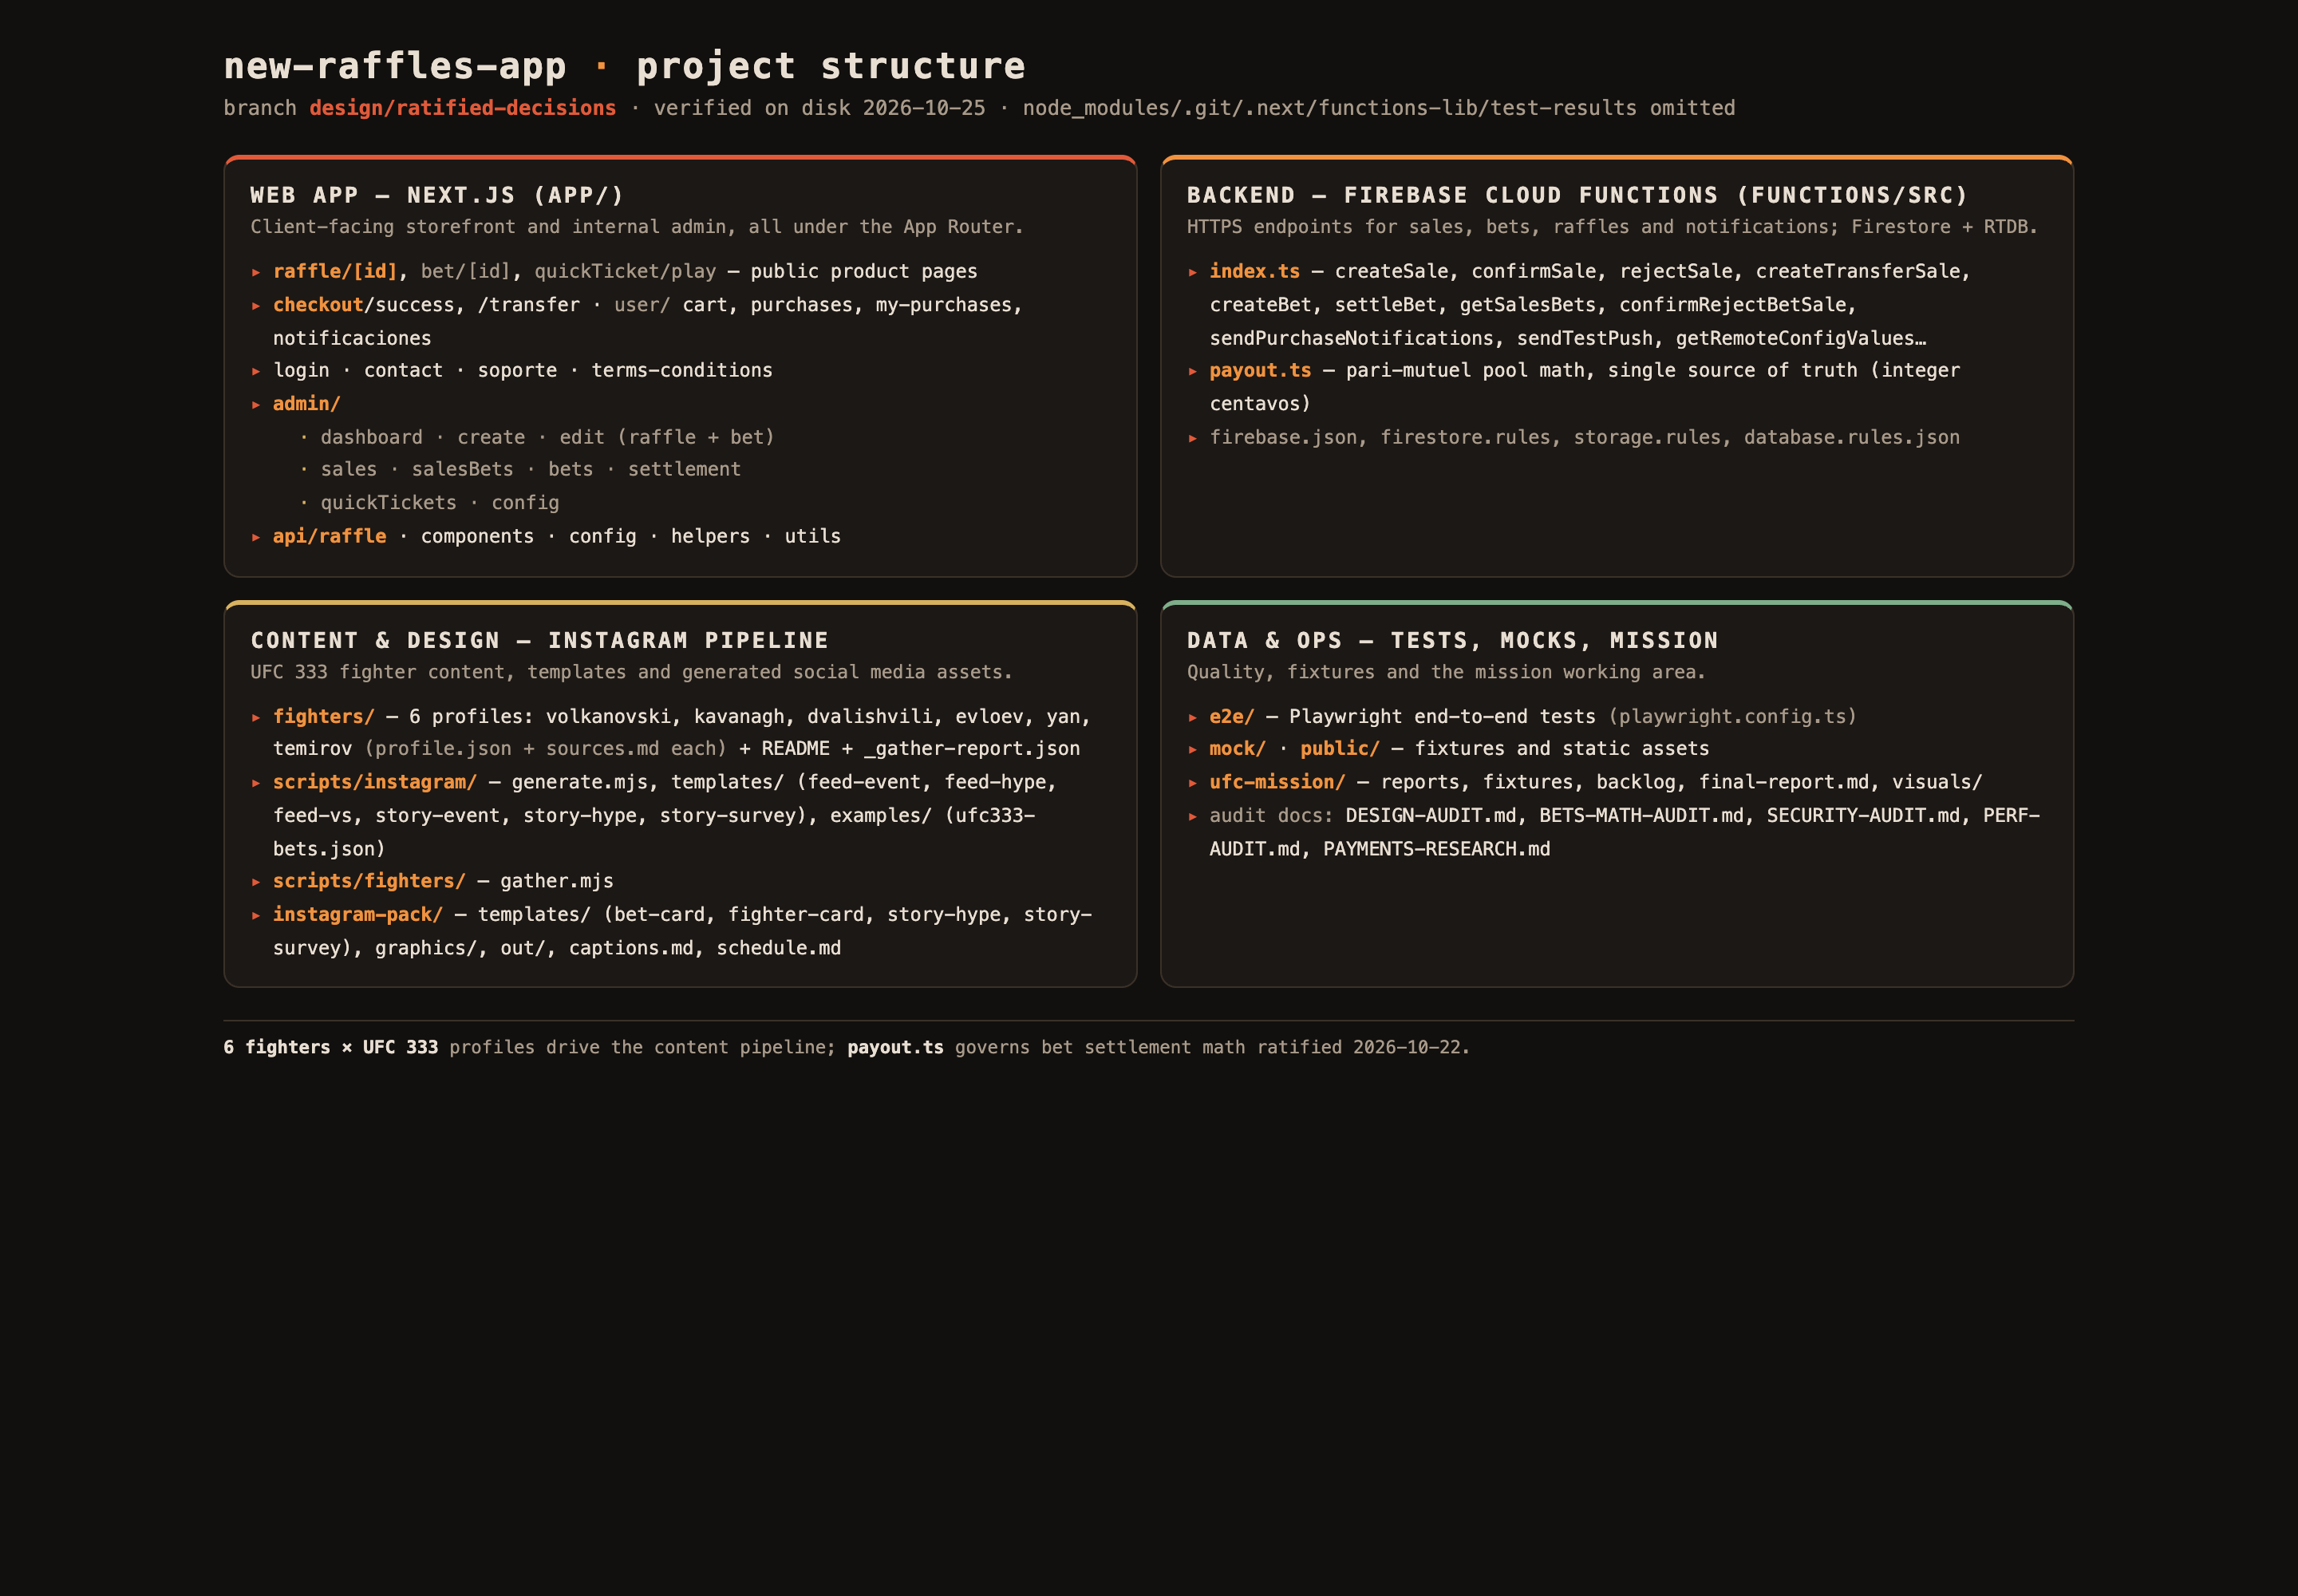 new-raffles-app · project structure
branch design/ratified-decisions · verified on disk 2026-10-25 · node_modules/.git/.next/functions-lib/test-results omitted
WEB APP — NEXT.JS (APP/)
Client-facing storefront and internal admin, all under the App Router.
▸ raffle/[id], bet/[id], quickTicket/play — public product pages
▸ checkout/success, /transfer · user/ cart, purchases, my-purchases,
notificaciones
▸ login · contact · soporte · terms-conditions
▸ admin/
· dashboard · create · edit (raffle + bet)
· sales · salesBets · bets · settlement
· quickTickets · config
▸ api/raffle · components · config · helpers · utils
BACKEND — FIREBASE CLOUD FUNCTIONS (FUNCTIONS/SRC)
HTTPS endpoints for sales, bets, raffles and notifications; Firestore + RTDB.
▸ index.ts — createSale, confirmSale, rejectSale, createTransferSale,
createBet, settleBet, getSalesBets, confirmRejectBetSale,
sendPurchaseNotifications, sendTestPush, getRemoteConfigValues…
▸ payout.ts — pari-mutuel pool math, single source of truth (integer
centavos)
▸ firebase.json, firestore.rules, storage.rules, database.rules.json
CONTENT & DESIGN — INSTAGRAM PIPELINE
UFC 333 fighter content, templates and generated social media assets.
▸ fighters/ — 6 profiles: volkanovski, kavanagh, dvalishvili, evloev, yan,
temirov (profile.json + sources.md each) + README + _gather-report.json
▸ scripts/instagram/ — generate.mjs, templates/ (feed-event, feed-hype,
feed-vs, story-event, story-hype, story-survey), examples/ (ufc333-
bets.json)
▸ scripts/fighters/ — gather.mjs
▸ instagram-pack/ — templates/ (bet-card, fighter-card, story-hype, story-
survey), graphics/, out/, captions.md, schedule.md
DATA & OPS — TESTS, MOCKS, MISSION
Quality, fixtures and the mission working area.
▸ e2e/ — Playwright end-to-end tests (playwright.config.ts)
▸ mock/ · public/ — fixtures and static assets
▸ ufc-mission/ — reports, fixtures, backlog, final-report.md, visuals/
▸ audit docs: DESIGN-AUDIT.md, BETS-MATH-AUDIT.md, SECURITY-AUDIT.md, PERF-
AUDIT.md, PAYMENTS-RESEARCH.md
6 fighters × UFC 333 profiles drive the content pipeline; payout.ts governs bet settlement math ratified 2026-10-22.